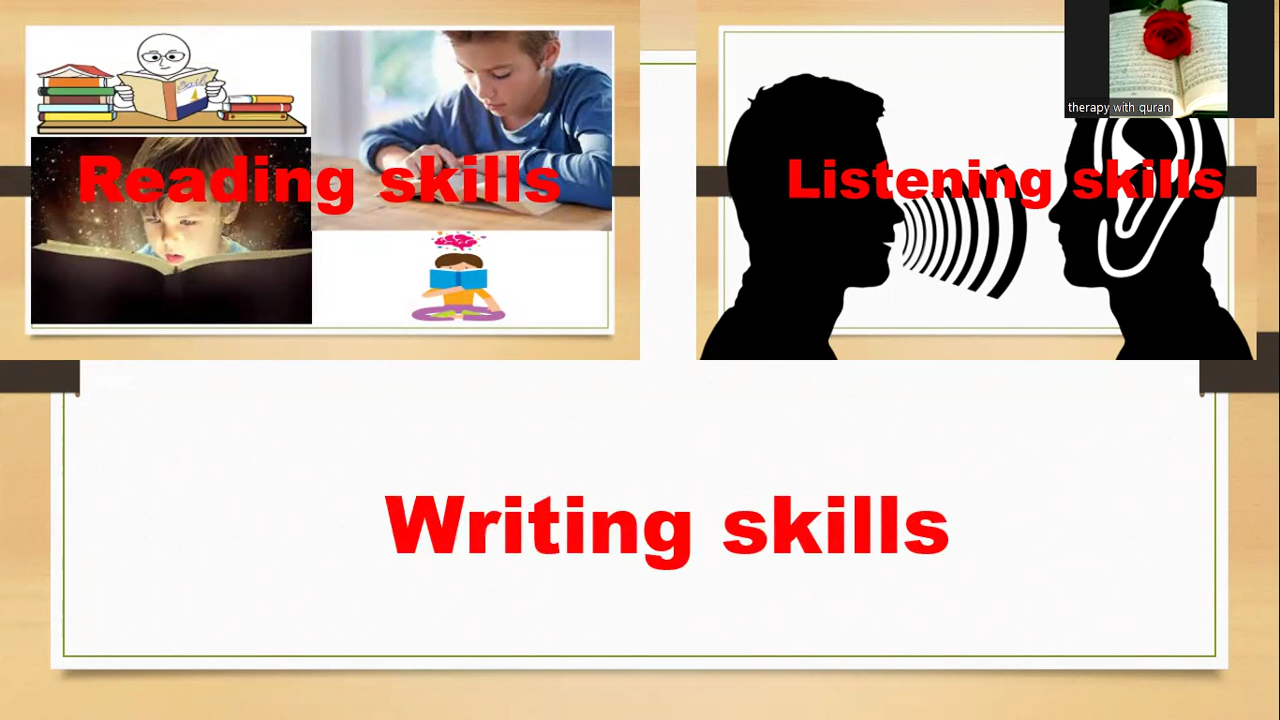 Reading skills
Listening skills
therapy with quran
Writing skills